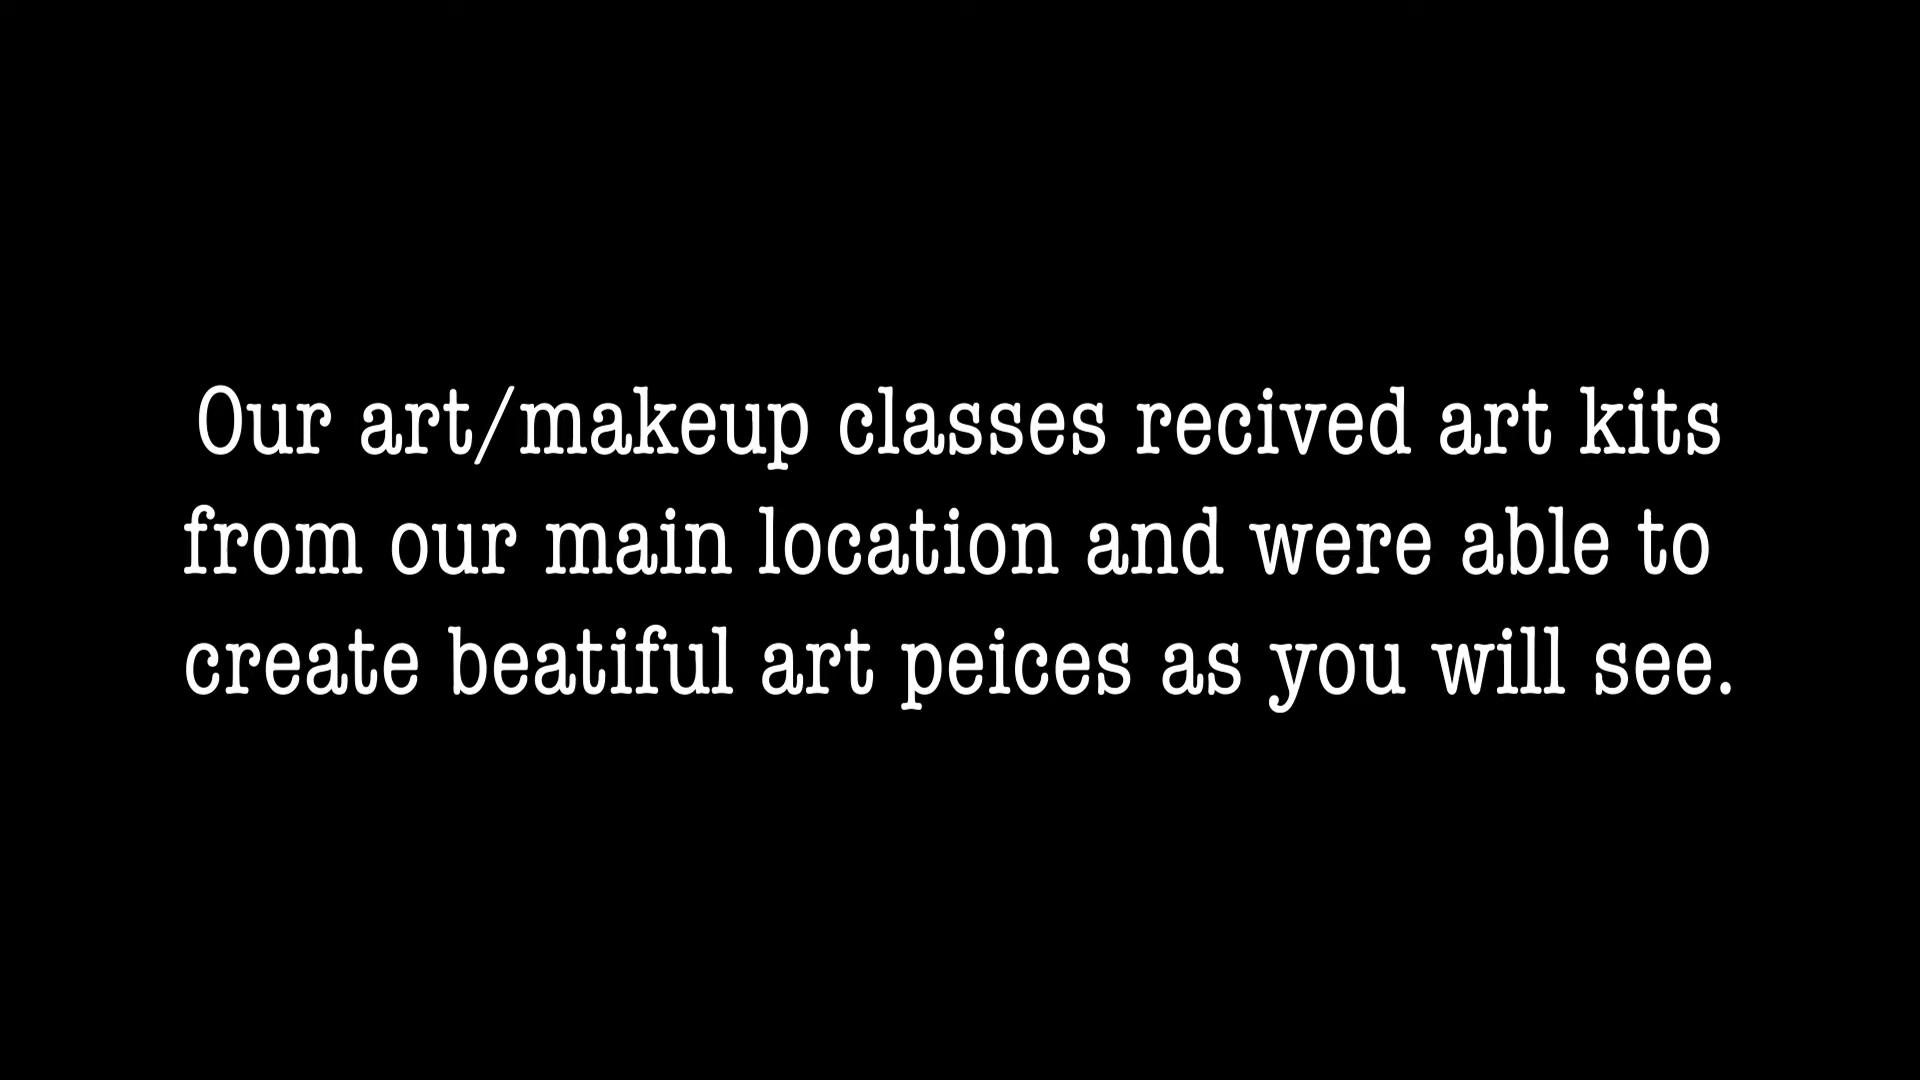 Our art/makeup classes recived art kits
from our main location and were able to
create beatiful art peices as you will see.